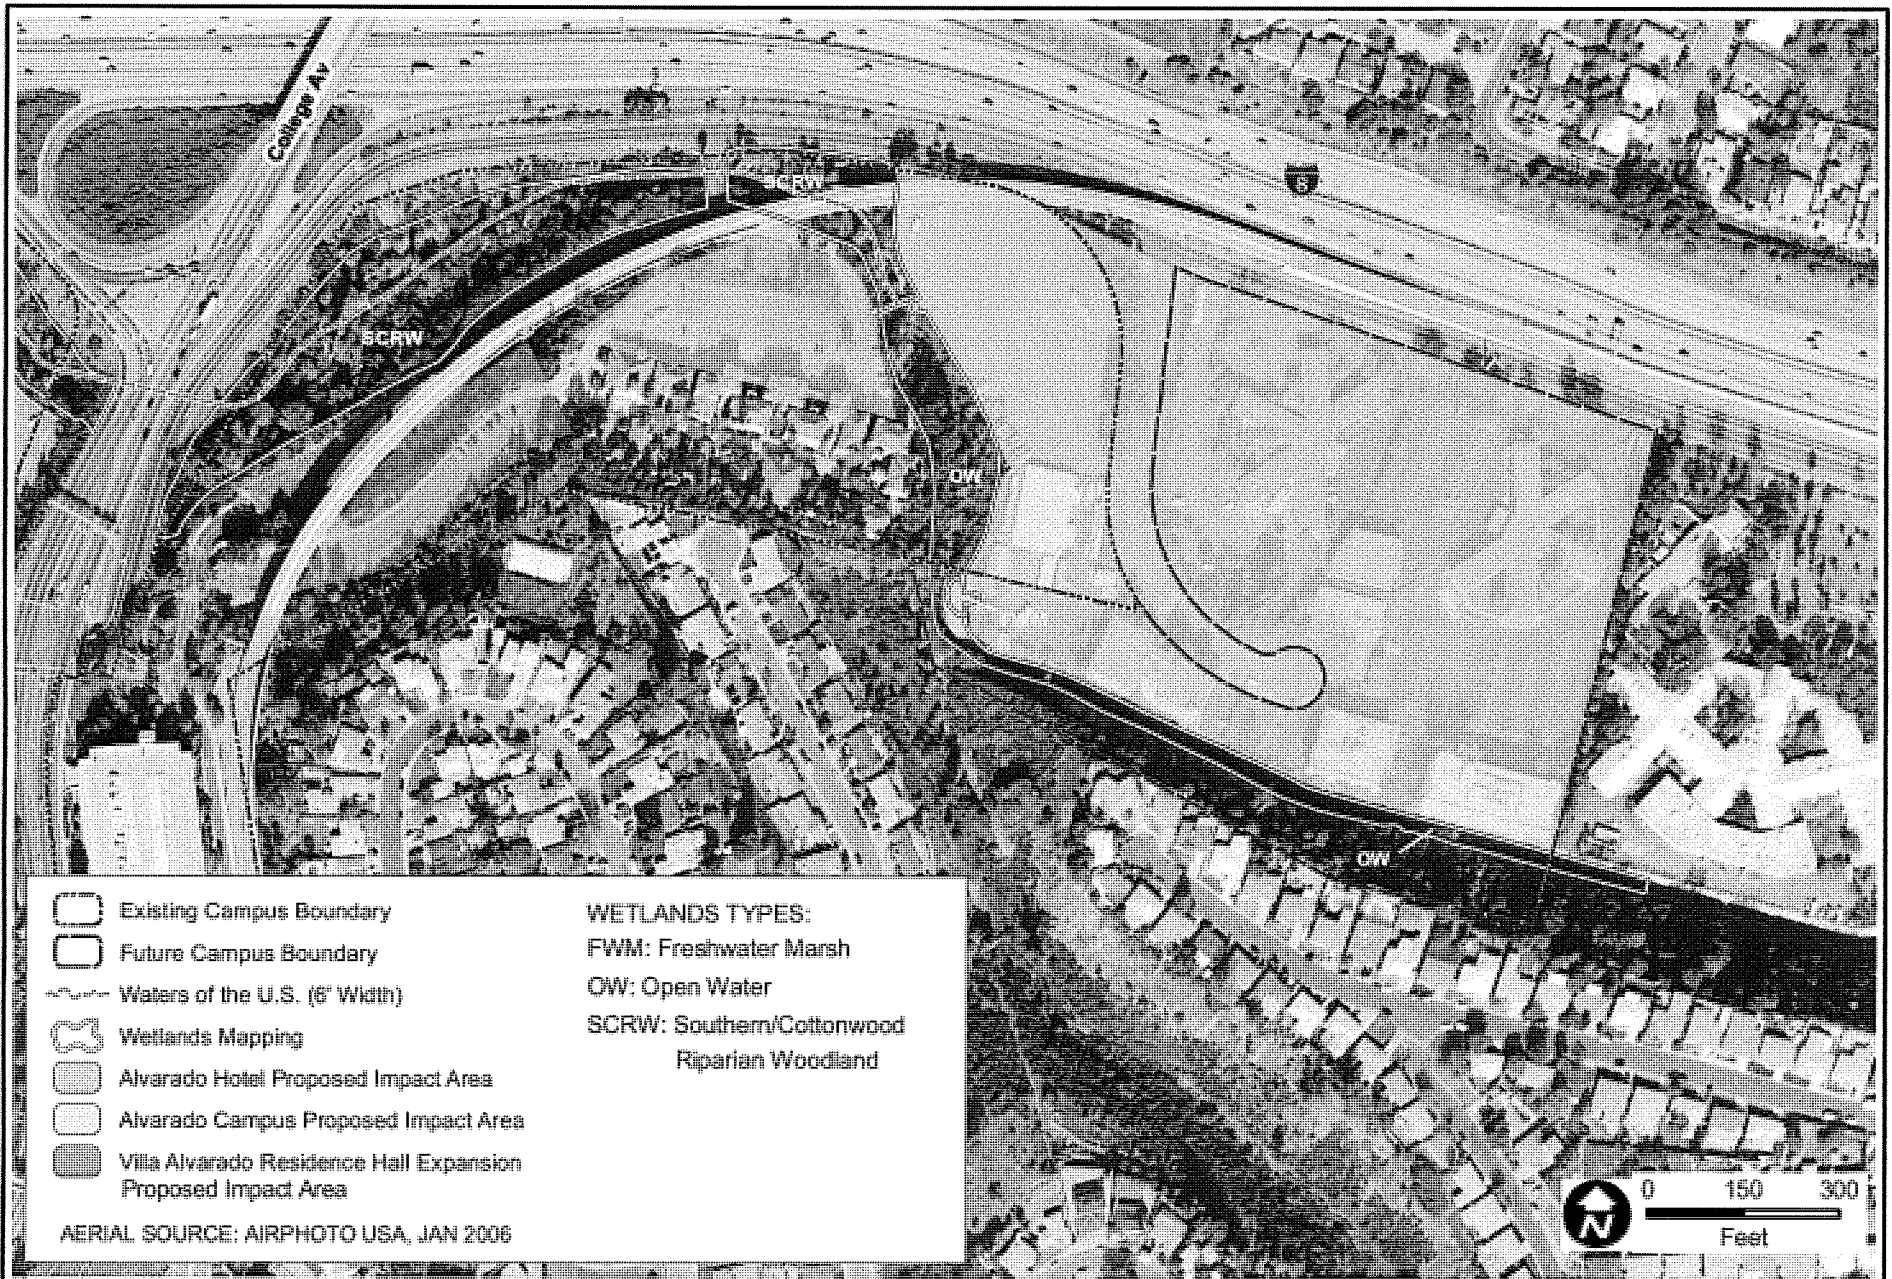 College Av
SCRW
8
SCRW
OW
OW
Existing Campus Boundary
Future Campus Boundary
Waters of the U.S. (6' Width)
Wetlands Mapping
Alvarado Hotel Proposed Impact Area
Alvarado Campus Proposed Impact Area
Villa Alvarado Residence Hall Expansion
Proposed Impact Area
AERIAL SOURCE: AIRPHOTO USA, JAN 2006
WETLANDS TYPES:
FWM: Freshwater Marsh
OW: Open Water
SCRW: Southern/Cottonwood
Riparian Woodland
N
0 150 300
Feet